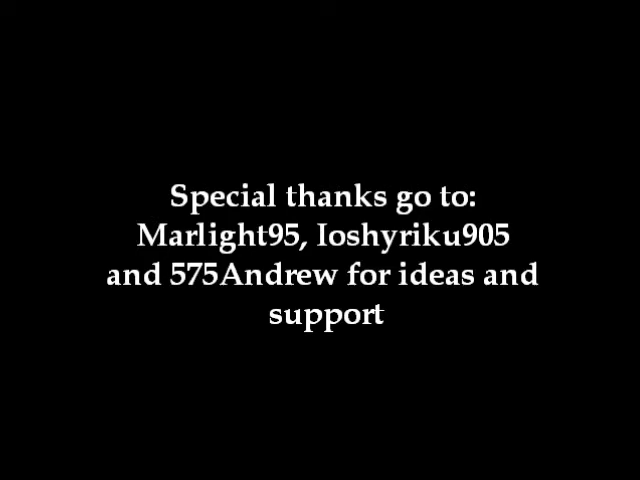 Special thanks go to:
Marlight95, Ioshyriku905
and 575Andrew for ideas and
support